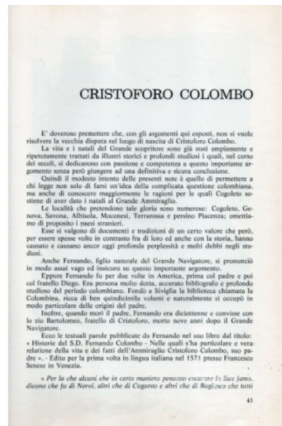 CRISTOFORO COLOMBO
E' doveroso premettere che, con gli argomenti qui esposti, non si vuole
risolvere la vecchia disputa sul luogo di nascita di Cristoforo Colombo.
La vita e i natali del Grande scopritore sono già stati ampiamente e
ripetutamente trattati da illustri storici e profondi studiosi i quali, nel corso
dei secoli, si dedicarono con passione e competenza a questo importante ar-
gomento senza però giungere ad una definitiva e sicura conclusione.
Quindi il modesto intento delle presenti note è quello di permettere a
chi legge non solo di farsi un'idea della complicata questione colombiana,
ma anche di conoscere maggiormente le ragioni per le quali Cogoleto so-
stiene di aver dato i natali al Grande Ammiraglio.
Le località che pretendono tale gloria sono numerose: Cogoleto, Ge-
nova, Savona, Albisola, Moconesi, Terrarossa e persino Piacenza; omettia-
mo di proposito i paesi stranieri.
Esse si valgono di documenti e tradizioni di un certo valore che però,
per essere spesse volte in contrasto fra di loro ed anche con la storia, hanno
causato e causano ancor oggi profonda perplessità e molti dubbi negli stu-
diosi.
Anche Fernando, figlio naturale del Grande Navigatore, si pronunciò
in modo assai vago ed insicuro su questo importante argomento.
Eppure Fernando fu per due volte in America, prima col padre e poi
col fratello Diego. Era persona molto dotta, accurato bibliografo e profondo
studioso del periodo colombiano. Fondò a Siviglia la biblioteca chiamata la
Colombina, ricca di ben quindicimila volumi e naturalmente si occupò in
modo particolare delle origini del padre.
Inoltre, quando morì il padre, Fernando era diciottenne e convisse con
lo zio Bartolomeo, fratello di Cristoforo, morto nove anni dopo il Grande
Navigatore.
Ecco le testuali parole pubblicate da Fernando nel suo libro dal titolo:
« Historie del S.D. Fernando Colombo - Nelle quali s'ha particolare e vera
relatione della vita e dei fatti dell'Ammiraglio Cristoforo Colombo, suo pa-
dre ». - Edito per la prima volta in lingua italiana nel 1571 presso Francesco
Senese in Venezia.
« Per lo che alcuni che in certo maniera pensano oscurare la sua fama,
dicono che fu di Nervi, altri che di Cugureo e altri che di Bugiasco che tutti
43